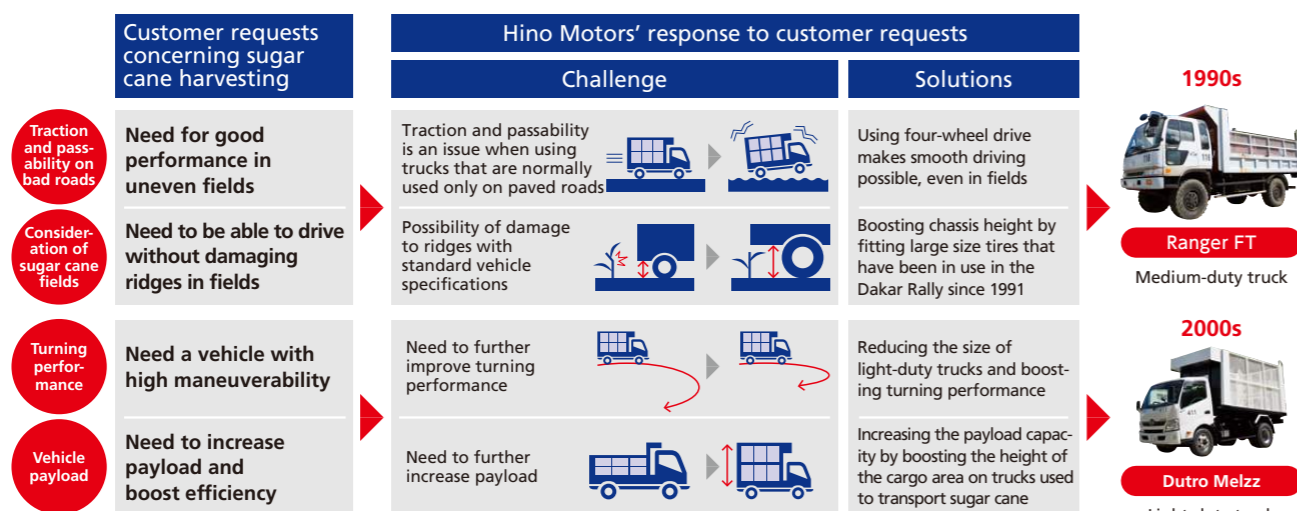 Customer requests
concerning sugar
cane harvesting
Hino Motors’ response to customer requests
Challenge
Solutions
Traction
and pass-
ability on
bad roads
Need for good
performance in
uneven fields
Traction and passability
is an issue when using
trucks that are normally
used only on paved roads
Using four-wheel drive
makes smooth driving
possible, even in fields
Consider-
ation of
sugar cane
fields
Need to be able to drive
without damaging
ridges in fields
Possibility of damage
to ridges with
standard vehicle
specifications
Boosting chassis height by
fitting large size tires that
have been in use in the
Dakar Rally since 1991
1990s
Ranger FT
Medium-duty truck
Turning
perfor-
mance
Need a vehicle with
high maneuverability
Need to further
improve turning
performance
Reducing the size of
light-duty trucks and boost-
ing turning performance
Vehicle
payload
Need to increase
payload and
boost efficiency
Need to further
increase payload
Increasing the payload capac-
ity by boosting the height of
the cargo area on trucks used
to transport sugar cane
2000s
Dutro Melzz